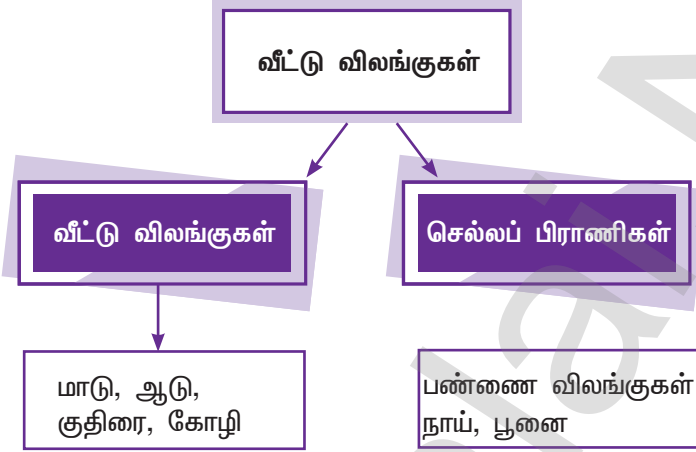 வீட்டு விலங்குகள்
வீட்டு விலங்குகள்
செல்லப் பிராணிகள்
மாடு, ஆடு,
குதிரை, கோழி
பண்ணை விலங்குகள்
நாய், பூனை